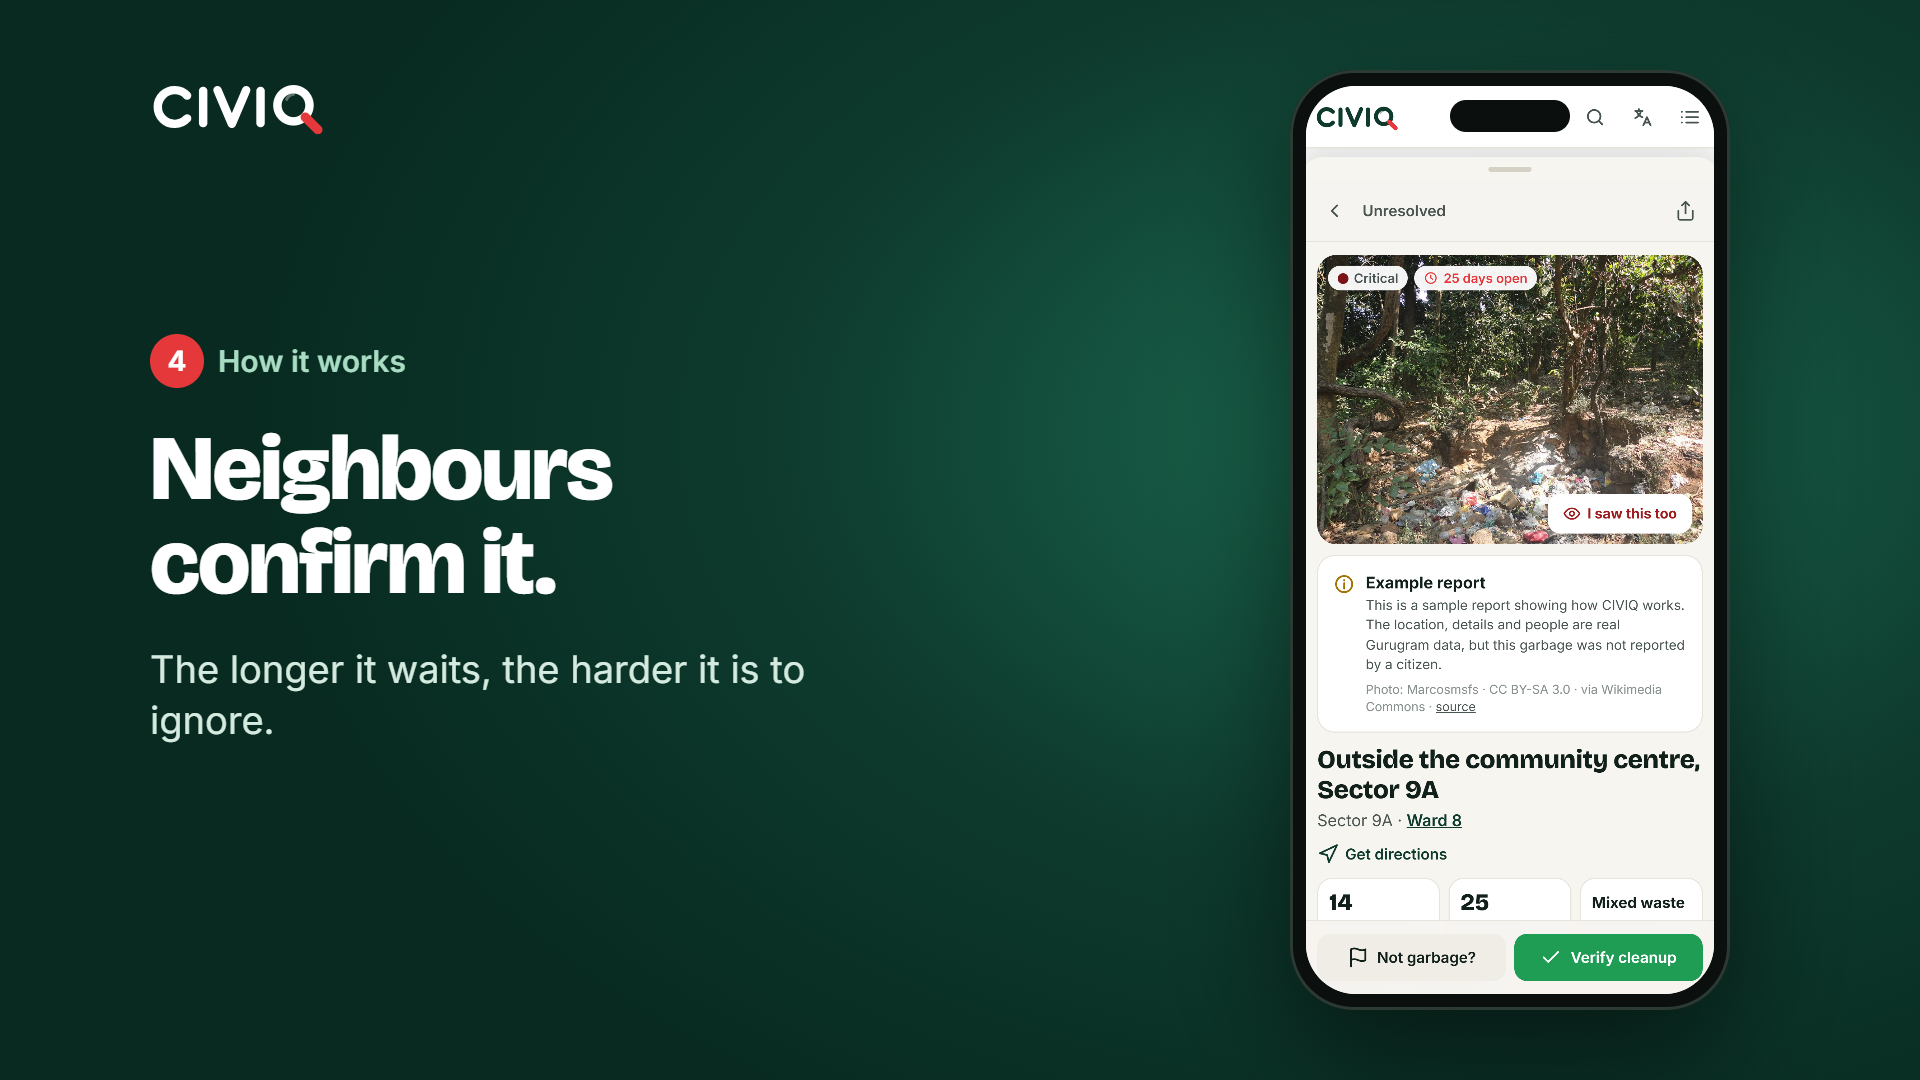 CIVIQ
4 How it works
Neighbours
confirm it.
The longer it waits, the harder it is to
ignore.
CIVIQ
Unresolved
Critical
25 days open
I saw this too
Example report
This is a sample report showing how CIVIQ works.
The location, details and people are real
Gurugram data, but this garbage was not reported
by a citizen.
Photo: Marcosmsfs · CC BY-SA 3.0 · via Wikimedia
Commons · source
Outside the community centre,
Sector 9A
Sector 9A · Ward 8
Get directions
14
25
Mixed waste
Not garbage?
Verify cleanup